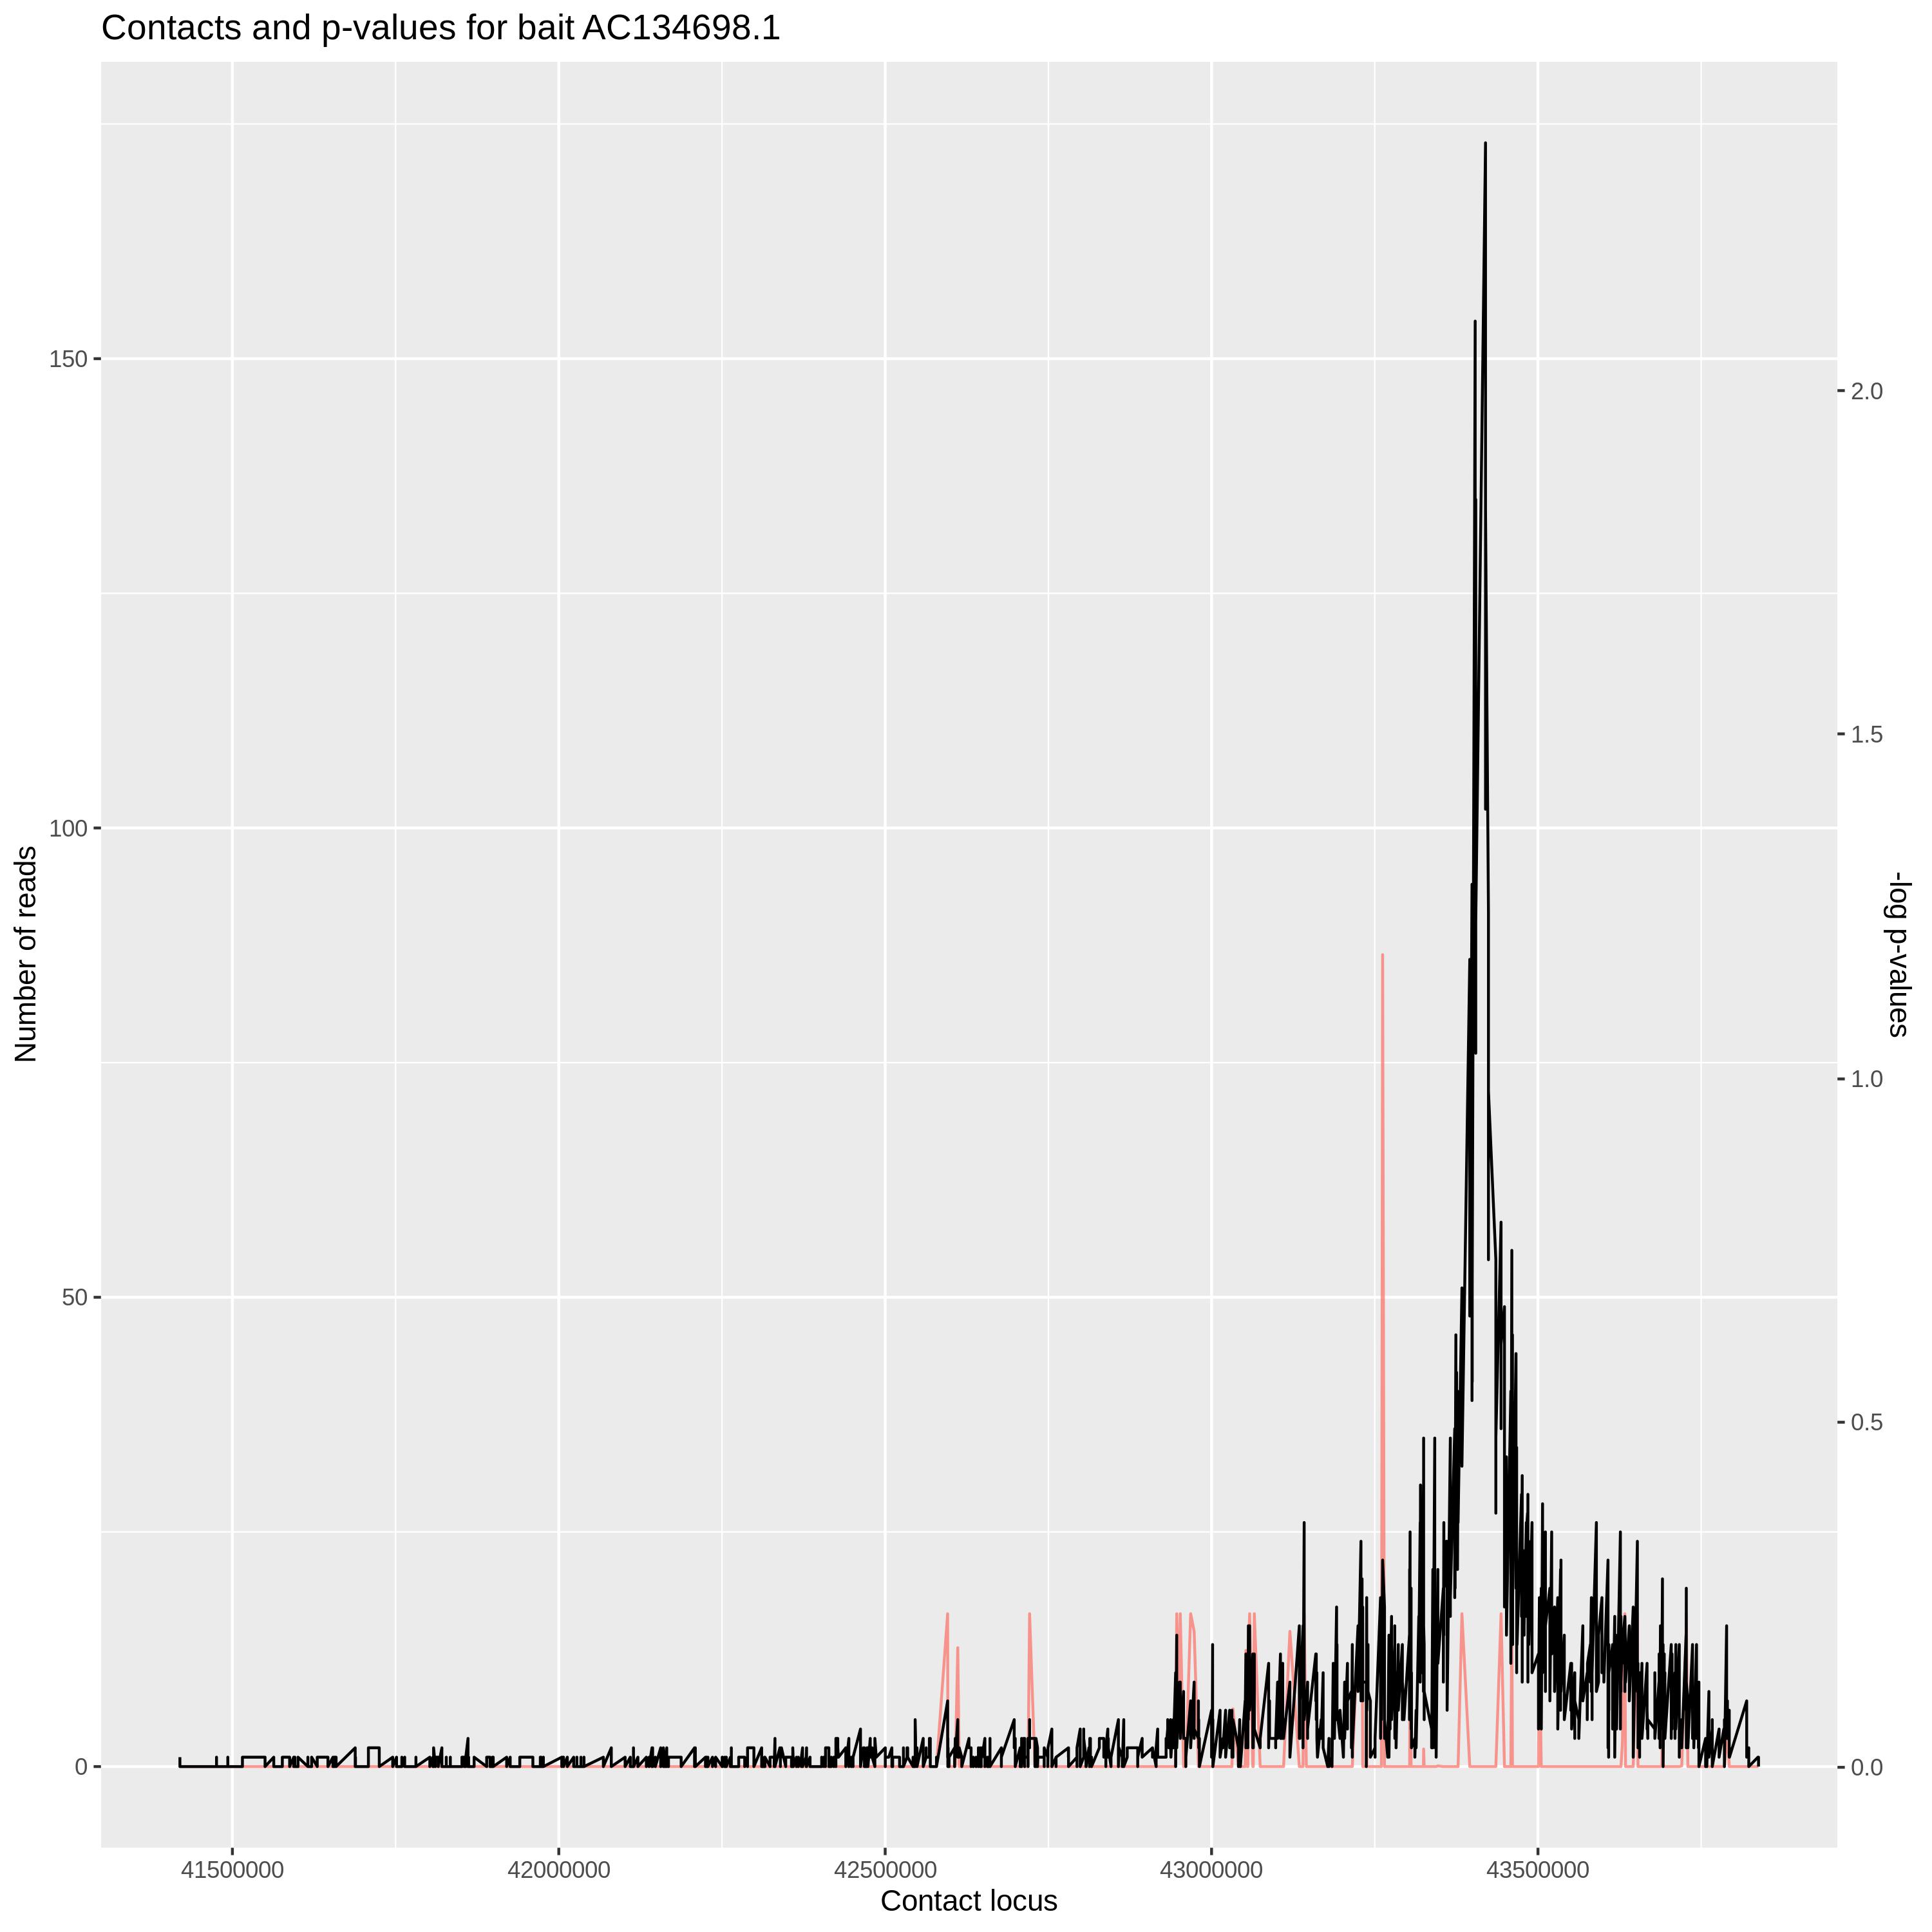 Contacts and p-values for bait AC134698.1
150
100
50
0
Number of reads
2.0
1.5
1.0
0.5
0.0
-log p-values
41500000 42000000 42500000 43000000 43500000
Contact locus